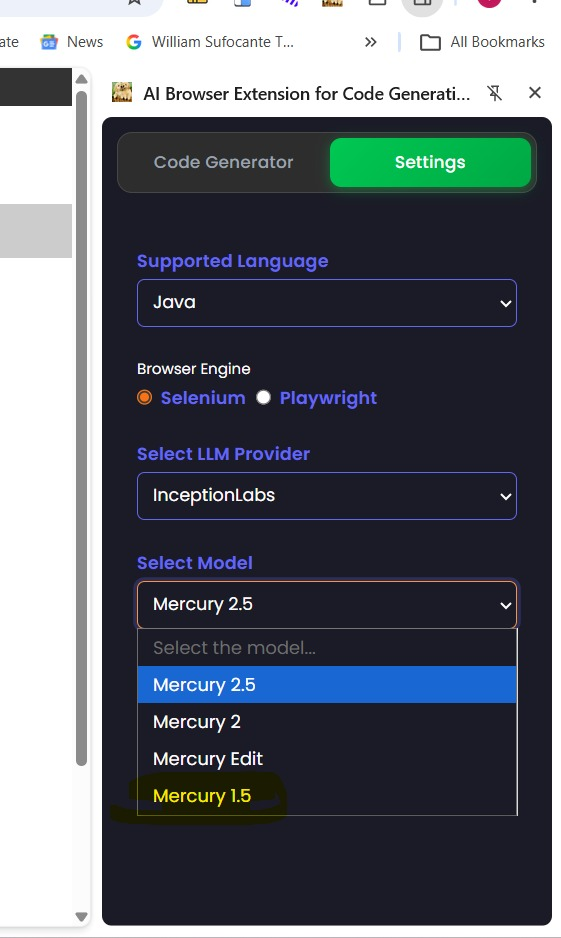 ate News William Sufocante T... » All Bookmarks
AI Browser Extension for Code Generati...
Code Generator Settings
Supported Language
Java
Browser Engine
Selenium Playwright
Select LLM Provider
InceptionLabs
Select Model
Mercury 2.5
Select the model...
Mercury 2.5
Mercury 2
Mercury Edit
Mercury 1.5